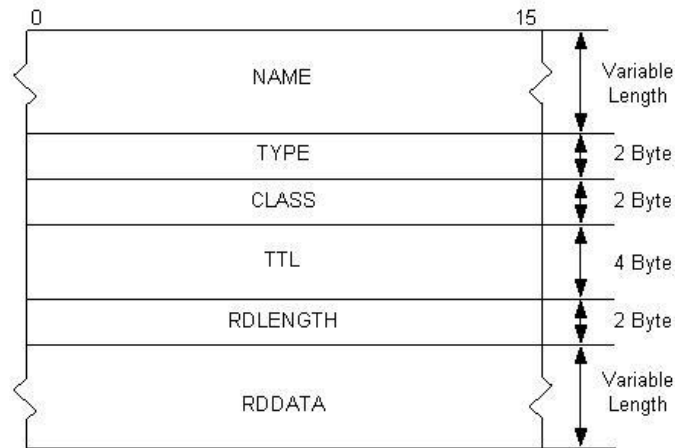 0 15
NAME
Variable
Length
TYPE
2 Byte
CLASS
2 Byte
TTL
4 Byte
RDLENGTH
2 Byte
RDDATA
Variable
Length